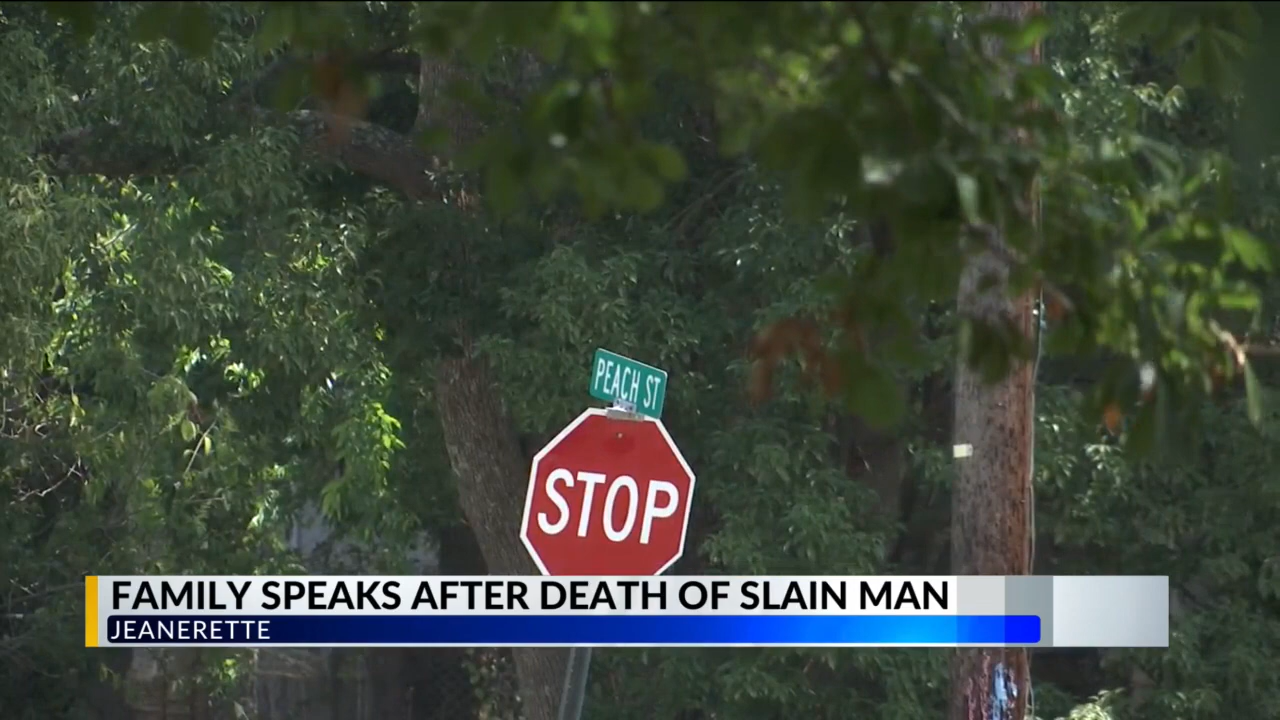 PEACH ST
STOP
FAMILY SPEAKS AFTER DEATH OF SLAIN MAN
JEANERETTE